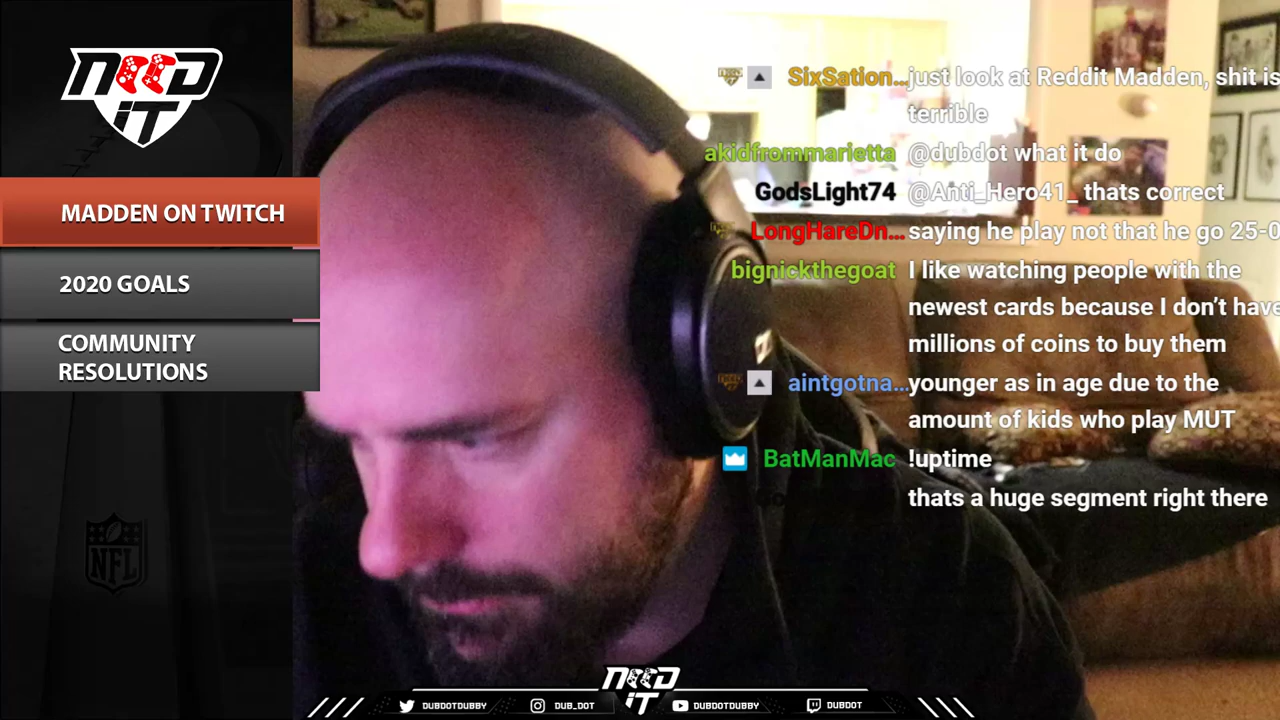 NEED
iT
MADDEN ON TWITCH
2020 GOALS
COMMUNITY
RESOLUTIONS
NFL
SixSation… just look at Reddit Madden, shit is
terrible
akidfrommarietta @dubdot what it do
GodsLight74 @Anti_Hero41_ thats correct
LongHareDn… saying he play not that he go 25-0
bignickthegoat I like watching people with the
newest cards because I don’t have
millions of coins to buy them
aintgotna… younger as in age due to the
amount of kids who play MUT
BatManMac !uptime
thats a huge segment right there
NEED
iT
DUBDOTDUBBY DUB_DOT DUBDOTDUBBY DUBDOT